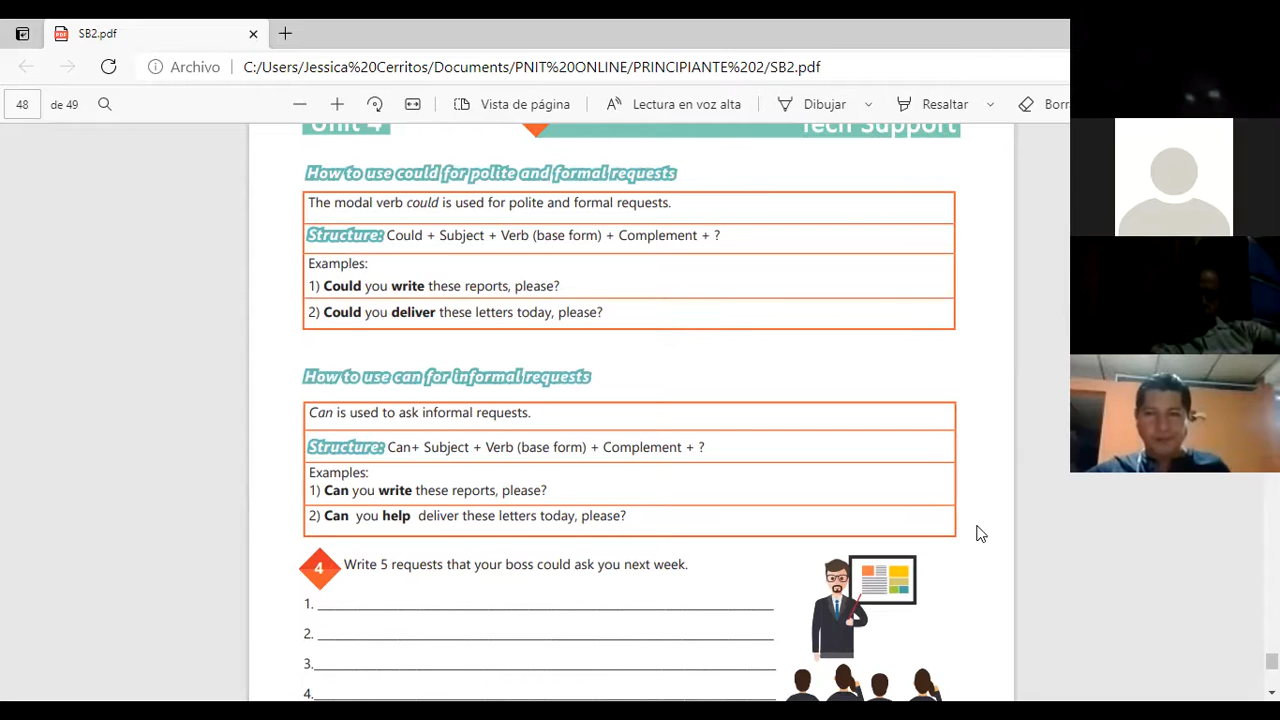 SB2.pdf
Archivo C:/Users/Jessica%20Cerritos/Documents/PNIT%20ONLINE/PRINCIPIANTE%202/SB2.pdf
48 de 49 Vista de página Lectura en voz alta Dibujar Resaltar Borr
Unit 4 Tech Support
How to use could for polite and formal requests
The modal verb could is used for polite and formal requests.
Structure: Could + Subject + Verb (base form) + Complement + ?
Examples:
1) Could you write these reports, please?
2) Could you deliver these letters today, please?
How to use can for informal requests
Can is used to ask informal requests.
Structure: Can+ Subject + Verb (base form) + Complement + ?
Examples:
1) Can you write these reports, please?
2) Can you help deliver these letters today, please?
4 Write 5 requests that your boss could ask you next week.
1.
2.
3.
4.